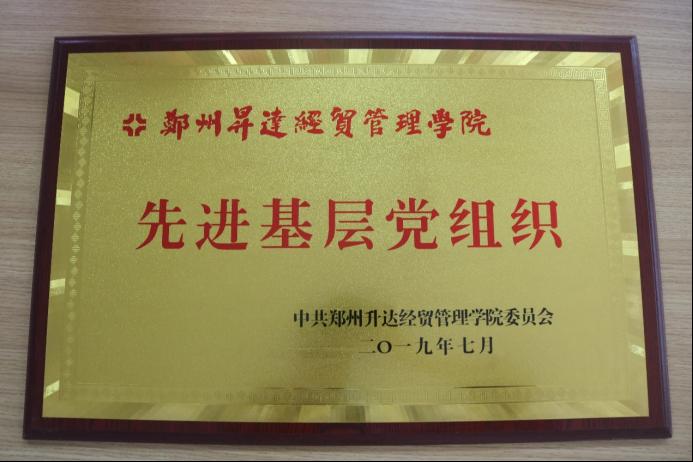 鄭州昇達經貿管理學院
先进基层党组织
中共郑州升达经贸管理学院委员会
二〇一九年七月